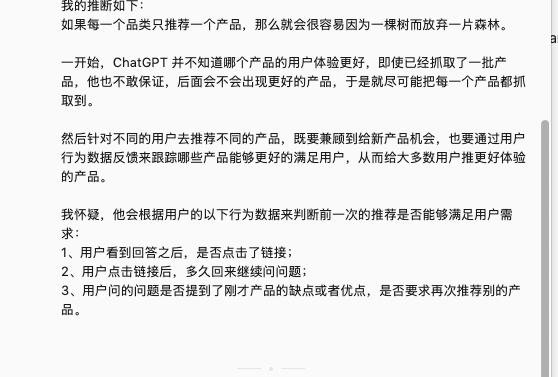 我的推断如下：
如果每一个品类只推荐一个产品，那么就会很容易因为一棵树而放弃一片森林。
一开始，ChatGPT 并不知道哪个产品的用户体验更好，即使已经抓取了一批产
品，他也不敢保证，后面会不会出现更好的产品，于是就尽可能把每一个产品都抓
取到。
然后针对不同的用户去推荐不同的产品，既要兼顾到给新产品机会，也要通过用户
行为数据反馈来跟踪哪些产品能够更好的满足用户，从而给大多数用户推更好体验
的产品。
我怀疑，他会根据用户的以下行为数据来判断前一次的推荐是否能够满足用户需
求：
1、用户看到回答之后，是否点击了链接；
2、用户点击链接后，多久回来继续问问题；
3、用户问的问题是否提到了刚才产品的缺点或者优点，是否要求再次推荐别的产
品。